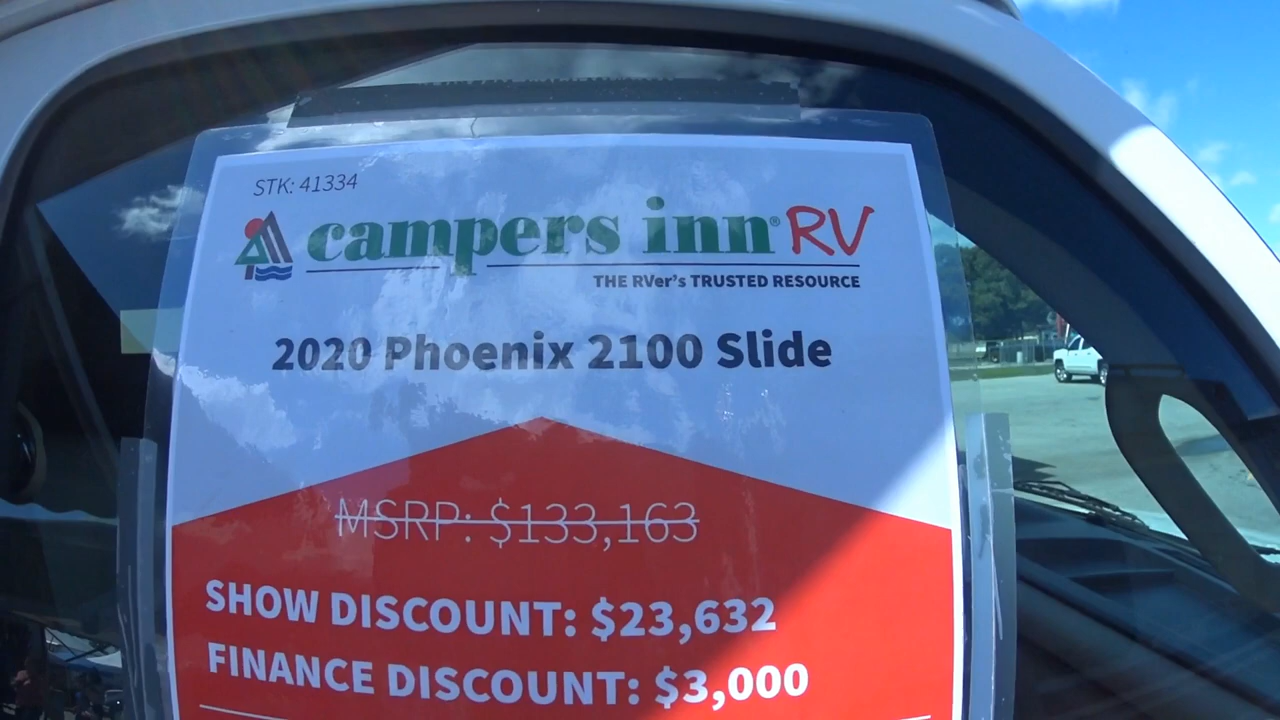 STK: 41334
campers inn® RV
THE RVer's TRUSTED RESOURCE
2020 Phoenix 2100 Slide
MSRP: $133,163
SHOW DISCOUNT: $23,632
FINANCE DISCOUNT: $3,000